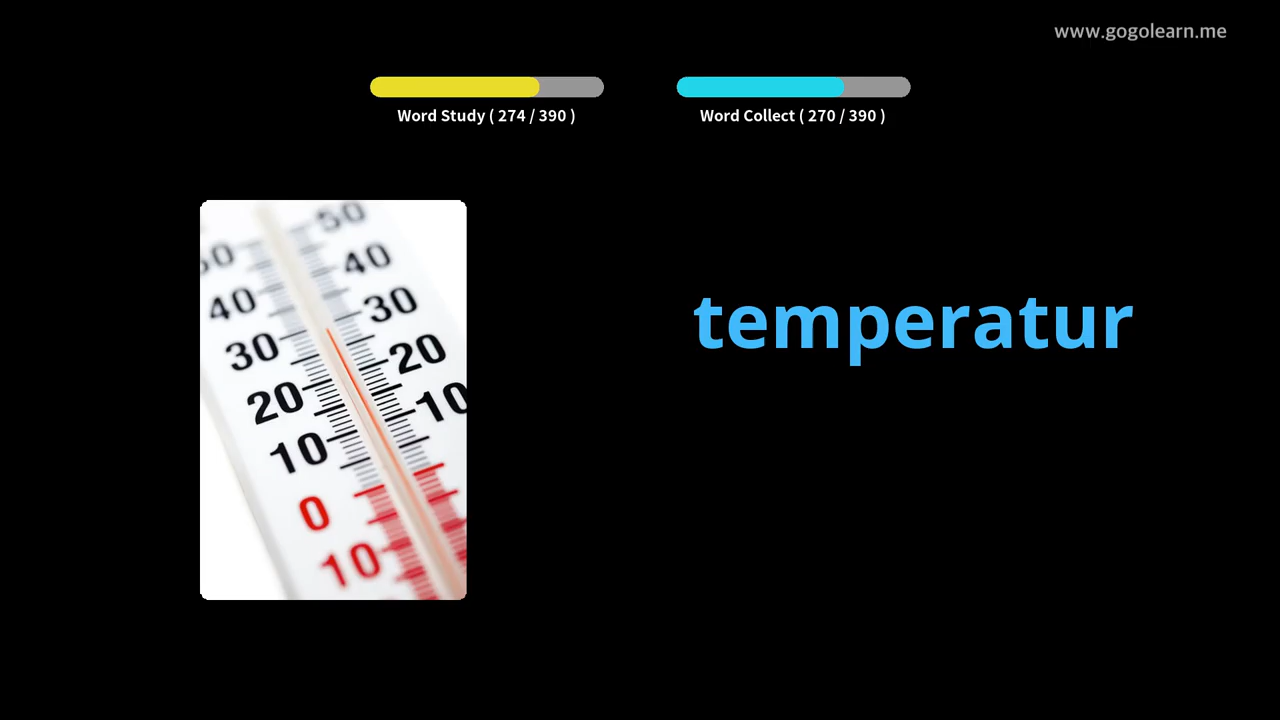 www.gogolearn.me
Word Study ( 274 / 390 )
Word Collect ( 270 / 390 )
temperatur
50
40 40
30 30
20 20
10 10
0
10